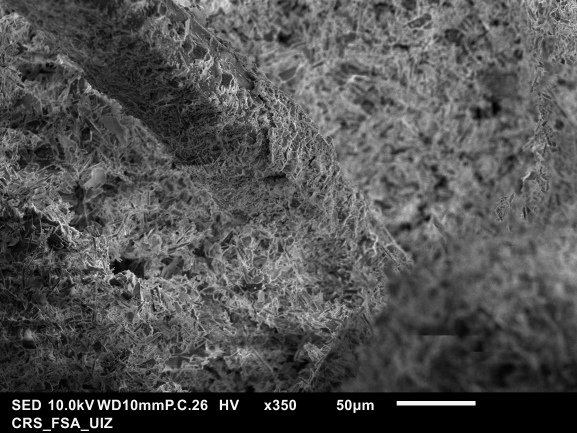 SED 10.0kV WD10mmP.C.26 HV x350 50μm
CRS_FSA_UIZ